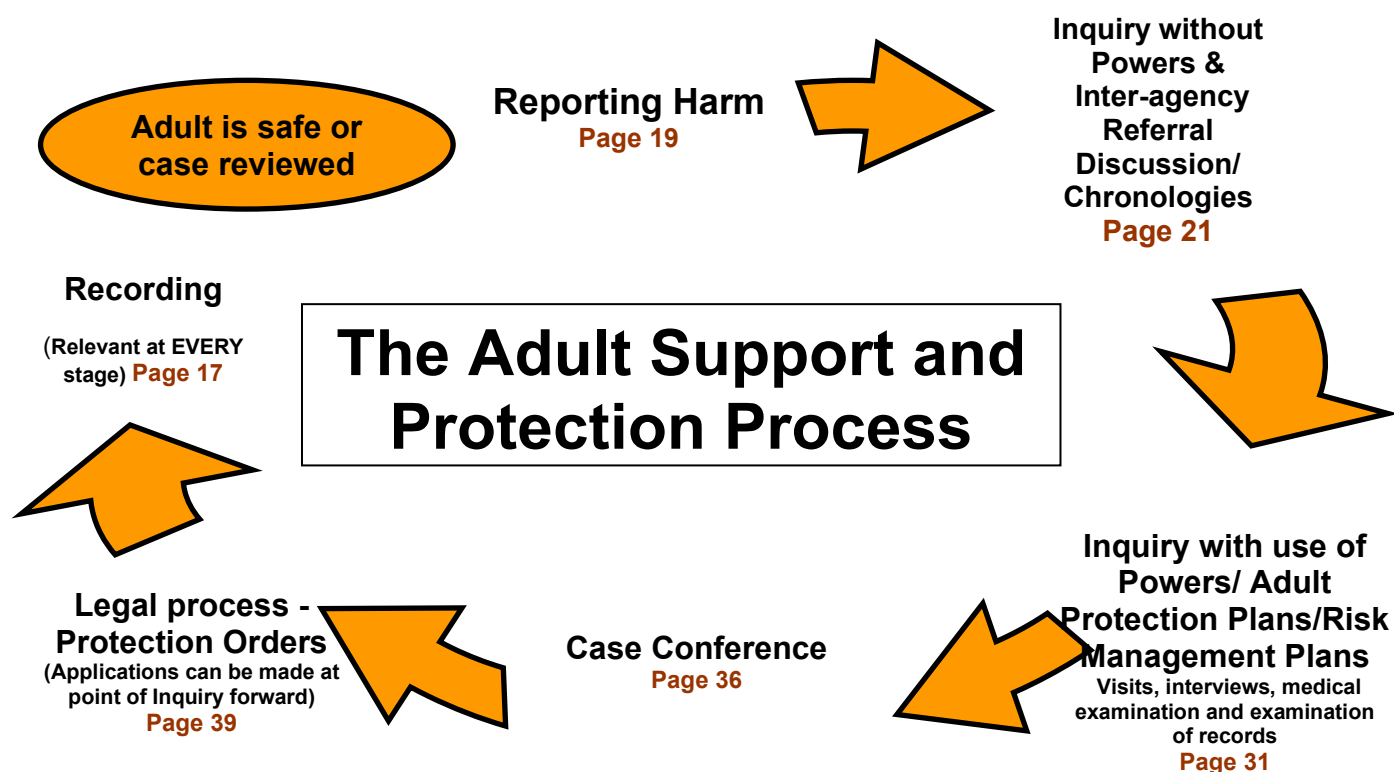 The Adult Support and
Protection Process
Adult is safe or
case reviewed
Reporting Harm
Page 19
Inquiry without
Powers &
Inter-agency
Referral
Discussion/
Chronologies
Page 21
Inquiry with use of
Powers/ Adult
Protection Plans/Risk
Management Plans
Visits, interviews, medical
examination and examination
of records
Page 31
Case Conference
Page 36
Legal process -
Protection Orders
(Applications can be made at
point of Inquiry forward)
Page 39
Recording
(Relevant at EVERY
stage) Page 17